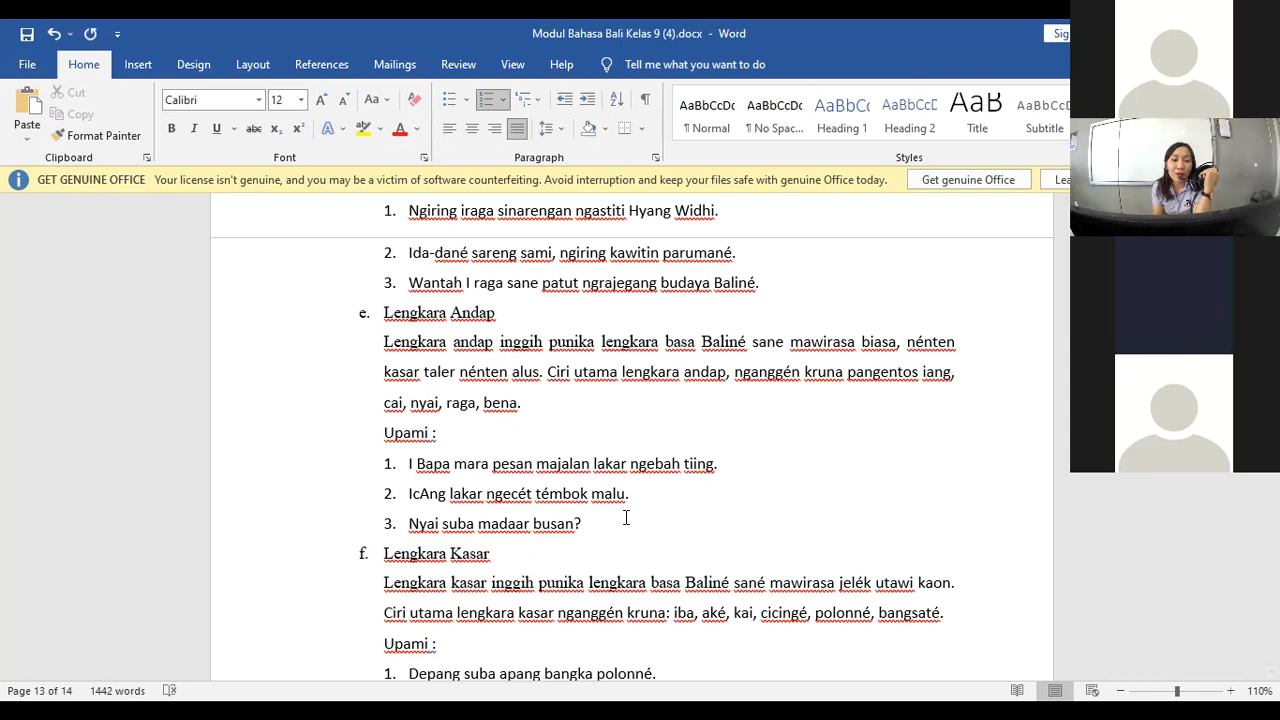 Modul Bahasa Bali Kelas 9 (4).docx - Word
Sig
File Home Insert Design Layout References Mailings Review View Help Tell me what you want to do
Paste
Cut
Copy
Format Painter
Clipboard
Calibri 12
Font
Paragraph
AaBbCcDc AaBbCcDc AaBbCc AaBbCcC AaB AaBbCcC
¶ Normal ¶ No Spac... Heading 1 Heading 2 Title Subtitle
Styles
GET GENUINE OFFICE Your license isn't genuine, and you may be a victim of software counterfeiting. Avoid interruption and keep your files safe with genuine Office today. Get genuine Office Lea
1. Ngiring iraga sinarengan ngastiti Hyang Widhi.
2. Ida-dané sareng sami, ngiring kawitin parumané.
3. Wantah I raga sane patut ngrajegang budaya Baliné.
e. Lengkara Andap
Lengkara andap inggih punika lengkara basa Baliné sane mawirasa biasa, nénten
kasar taler nénten alus. Ciri utama lengkara andap, nganggén kruna pangentos iang,
cai, nyai, raga, bena.
Upami :
1. I Bapa mara pesan majalan lakar ngebah tiing.
2. IcAng lakar ngecét témbok malu.
3. Nyai suba madaar busan?
f. Lengkara Kasar
Lengkara kasar inggih punika lengkara basa Baliné sané mawirasa jelék utawi kaon.
Ciri utama lengkara kasar nganggén kruna: iba, aké, kai, cicingé, polonné, bangsaté.
Upami :
1. Depang suba apang bangka polonné.
Page 13 of 14 1442 words 110%